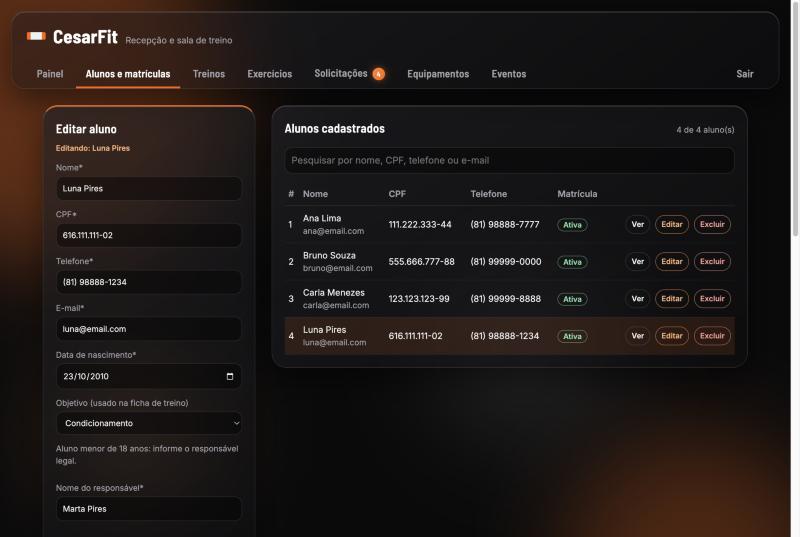 CesarFit Recepção e sala de treino
Painel Alunos e matrículas Treinos Exercícios Solicitações 4 Equipamentos Eventos Sair
Editar aluno
Editando: Luna Pires
Nome*
Luna Pires
CPF*
616.111.111-02
Telefone*
(81) 98888-1234
E-mail*
luna@email.com
Data de nascimento*
23/10/2010
Objetivo (usado na ficha de treino)
Condicionamento
Aluno menor de 18 anos: informe o responsável
legal.
Nome do responsável*
Marta Pires
Alunos cadastrados 4 de 4 aluno(s)
Pesquisar por nome, CPF, telefone ou e-mail
# Nome CPF Telefone Matrícula
1 Ana Lima 111.222.333-44 (81) 98888-7777 Ativa Ver Editar Excluir
ana@email.com
2 Bruno Souza 555.666.777-88 (81) 99999-0000 Ativa Ver Editar Excluir
bruno@email.com
3 Carla Menezes 123.123.123-99 (81) 99999-8888 Ativa Ver Editar Excluir
carla@email.com
4 Luna Pires 616.111.111-02 (81) 98888-1234 Ativa Ver Editar Excluir
luna@email.com